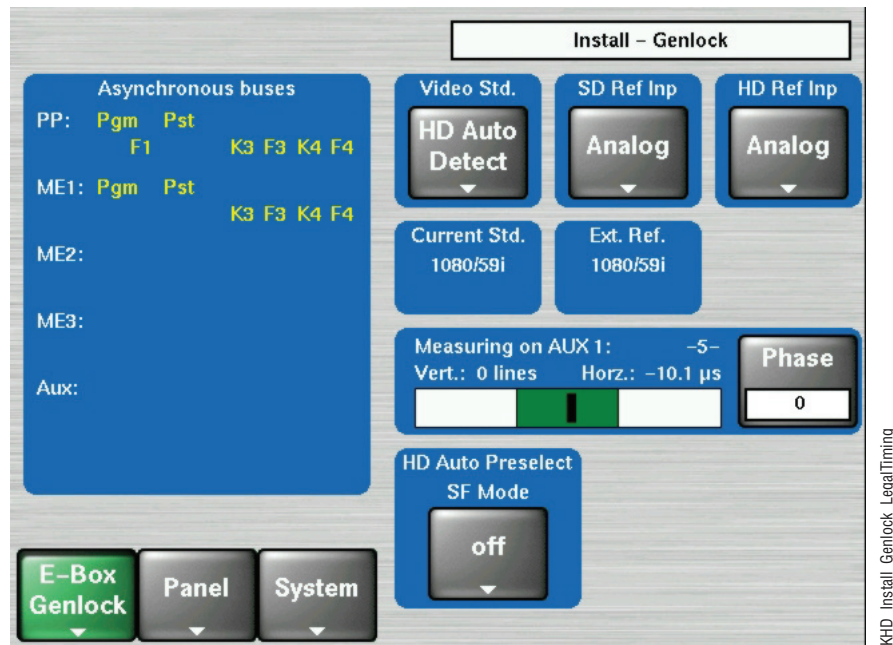 Install – Genlock
Asynchronous buses
PP: Pgm Pst
F1 K3 F3 K4 F4
ME1: Pgm Pst
K3 F3 K4 F4
ME2:
ME3:
Aux:
Video Std.
HD Auto
Detect
SD Ref Inp
Analog
HD Ref Inp
Analog
Current Std.
1080/59i
Ext. Ref.
1080/59i
Measuring on AUX 1: –5–
Vert.: 0 lines Horz.: –10.1 µs
Phase
0
HD Auto Preselect
SF Mode
off
E–Box
Genlock
Panel
System
KHD Install Genlock LegalTiming